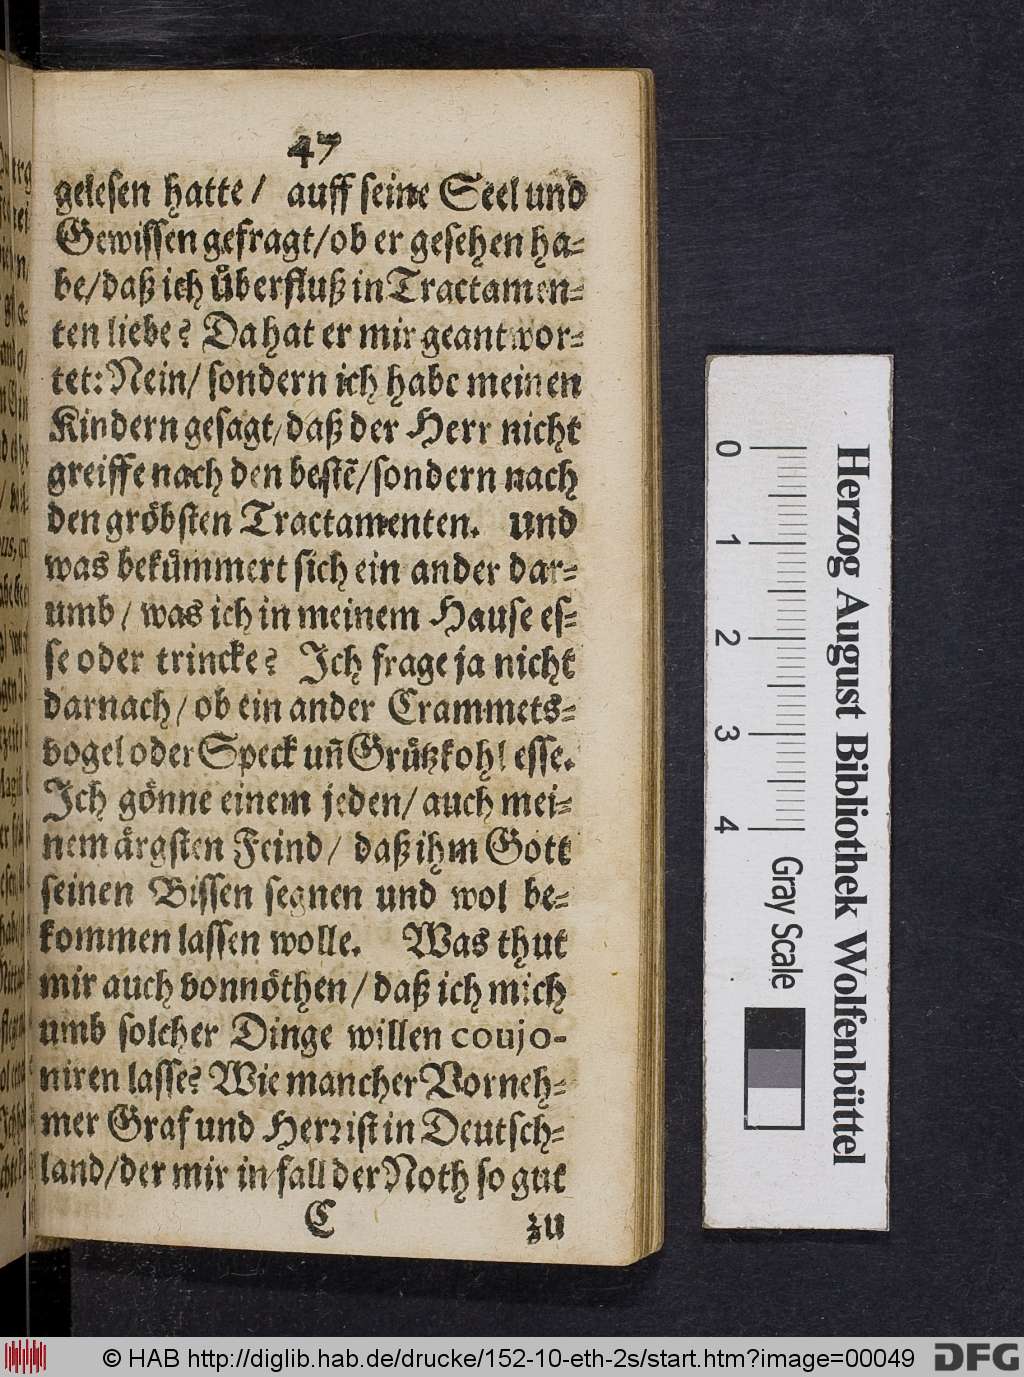 47
gelesen hatte/ auff seine Seel und
Gewissen gefragt/ob er gesehen ha⸗
be/daß ich uͤberfluß in Tractamen⸗
ten liebe? Da hat er mir geantwor⸗
tet: Nein/ sondern ich habe meinen
Kindern gesagt/daß der Herr nicht
greiffe nach den bestẽ/sondern nach
den gröbsten Tractamenten. Und
was bekuͤmmert sich ein ander dar⸗
umb/ was ich in meinem Hause es⸗
se oder trincke? Ich frage ja nicht
darnach/ ob ein ander Crammets⸗
vogel oder Speck uñ Gruͤtzkohl esse.
Ich gönne einem jeden/ auch mei⸗
nem ärgsten Feind/ daß ihm Gott
seinen Bissen segnen und wol be⸗
kommen lassen wolle. Was thut
mir auch vonnöthen/ daß ich mich
umb solcher Dinge willen coujo-
niren lasse? Wie mancher Vorneh⸗
mer Graf und Herr ist in Deutsch⸗
land/der mir in fall der Noth so gut
C zu
0 1 2 3 4 Gray Scale
Herzog August Bibliothek Wolfenbüttel
© HAB http://diglib.hab.de/drucke/152-10-eth-2s/start.htm?image=00049 DFG